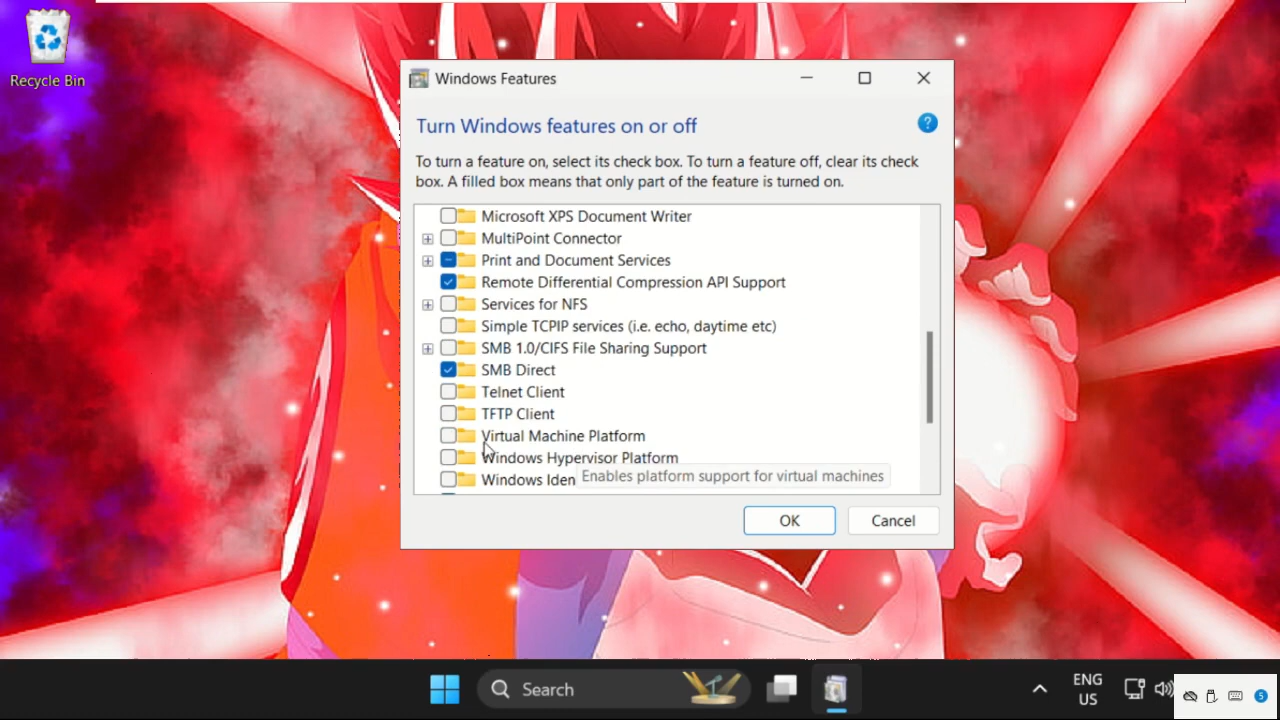 Recycle Bin
Windows Features
Turn Windows features on or off
?
To turn a feature on, select its check box. To turn a feature off, clear its check
box. A filled box means that only part of the feature is turned on.
Microsoft XPS Document Writer
MultiPoint Connector
Print and Document Services
Remote Differential Compression API Support
Services for NFS
Simple TCPIP services (i.e. echo, daytime etc)
SMB 1.0/CIFS File Sharing Support
SMB Direct
Telnet Client
TFTP Client
Virtual Machine Platform
Windows Hypervisor Platform
Windows Iden
Enables platform support for virtual machines
OK
Cancel
Search
ENG
US
5